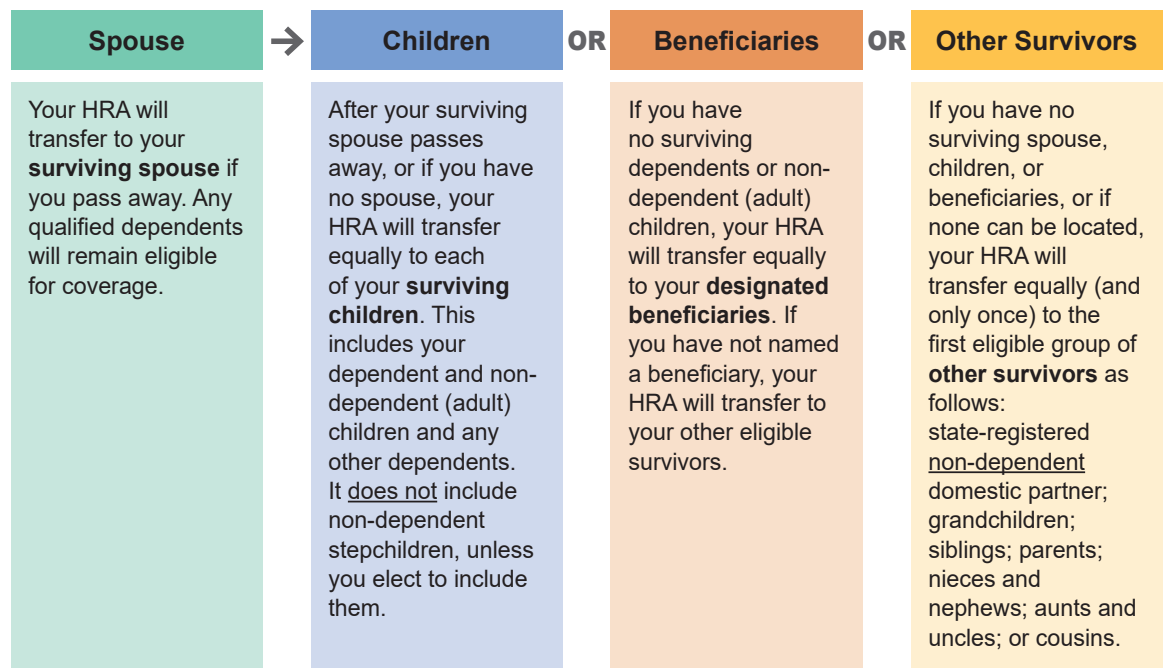 Spouse
Your HRA will
transfer to your
surviving spouse if
you pass away. Any
qualified dependents
will remain eligible
for coverage.
Children
After your surviving
spouse passes
away, or if you have
no spouse, your
HRA will transfer
equally to each
of your surviving
children. This
includes your
dependent and non-
dependent (adult)
children and any
other dependents.
It does not include
non-dependent
stepchildren, unless
you elect to include
them.
OR
Beneficiaries
If you have
no surviving
dependents or non-
dependent (adult)
children, your HRA
will transfer equally
to your designated
beneficiaries. If
you have not named
a beneficiary, your
HRA will transfer to
your other eligible
survivors.
OR
Other Survivors
If you have no
surviving spouse,
children, or
beneficiaries, or if
none can be located,
your HRA will
transfer equally (and
only once) to the
first eligible group of
other survivors as
follows:
state-registered
non-dependent
domestic partner;
grandchildren;
siblings; parents;
nieces and
nephews; aunts and
uncles; or cousins.